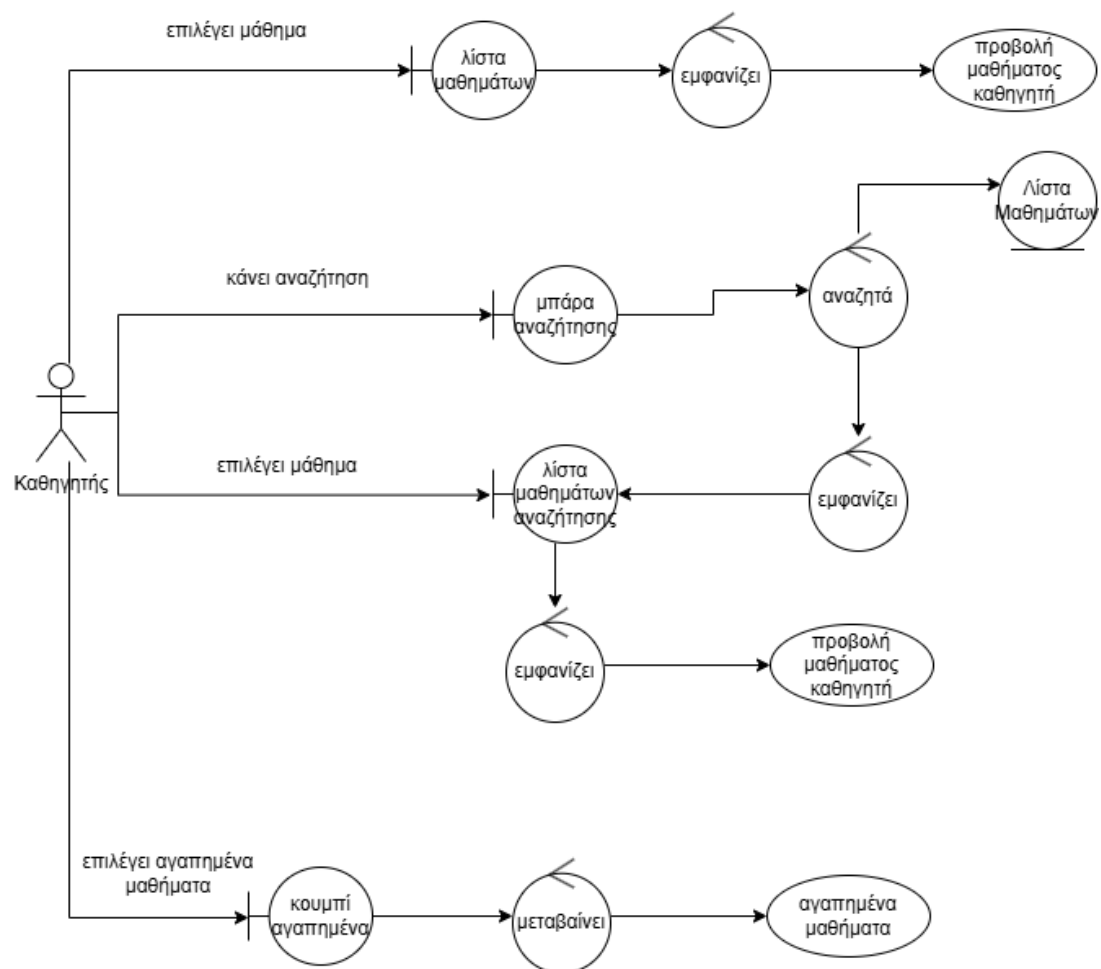 επιλέγει μάθημα
λίστα
μαθημάτων
εμφανίζει
προβολή
μαθήματος
καθηγητή
Λίστα
Μαθημάτων
κάνει αναζήτηση
μπάρα
αναζήτησης
αναζητά
Καθηγητής
επιλέγει μάθημα
λίστα
μαθημάτων
αναζήτησης
εμφανίζει
εμφανίζει
προβολή
μαθήματος
καθηγητή
επιλέγει αγαπημένα
μαθήματα
κουμπί
αγαπημένα
μεταβαίνει
αγαπημένα
μαθήματα